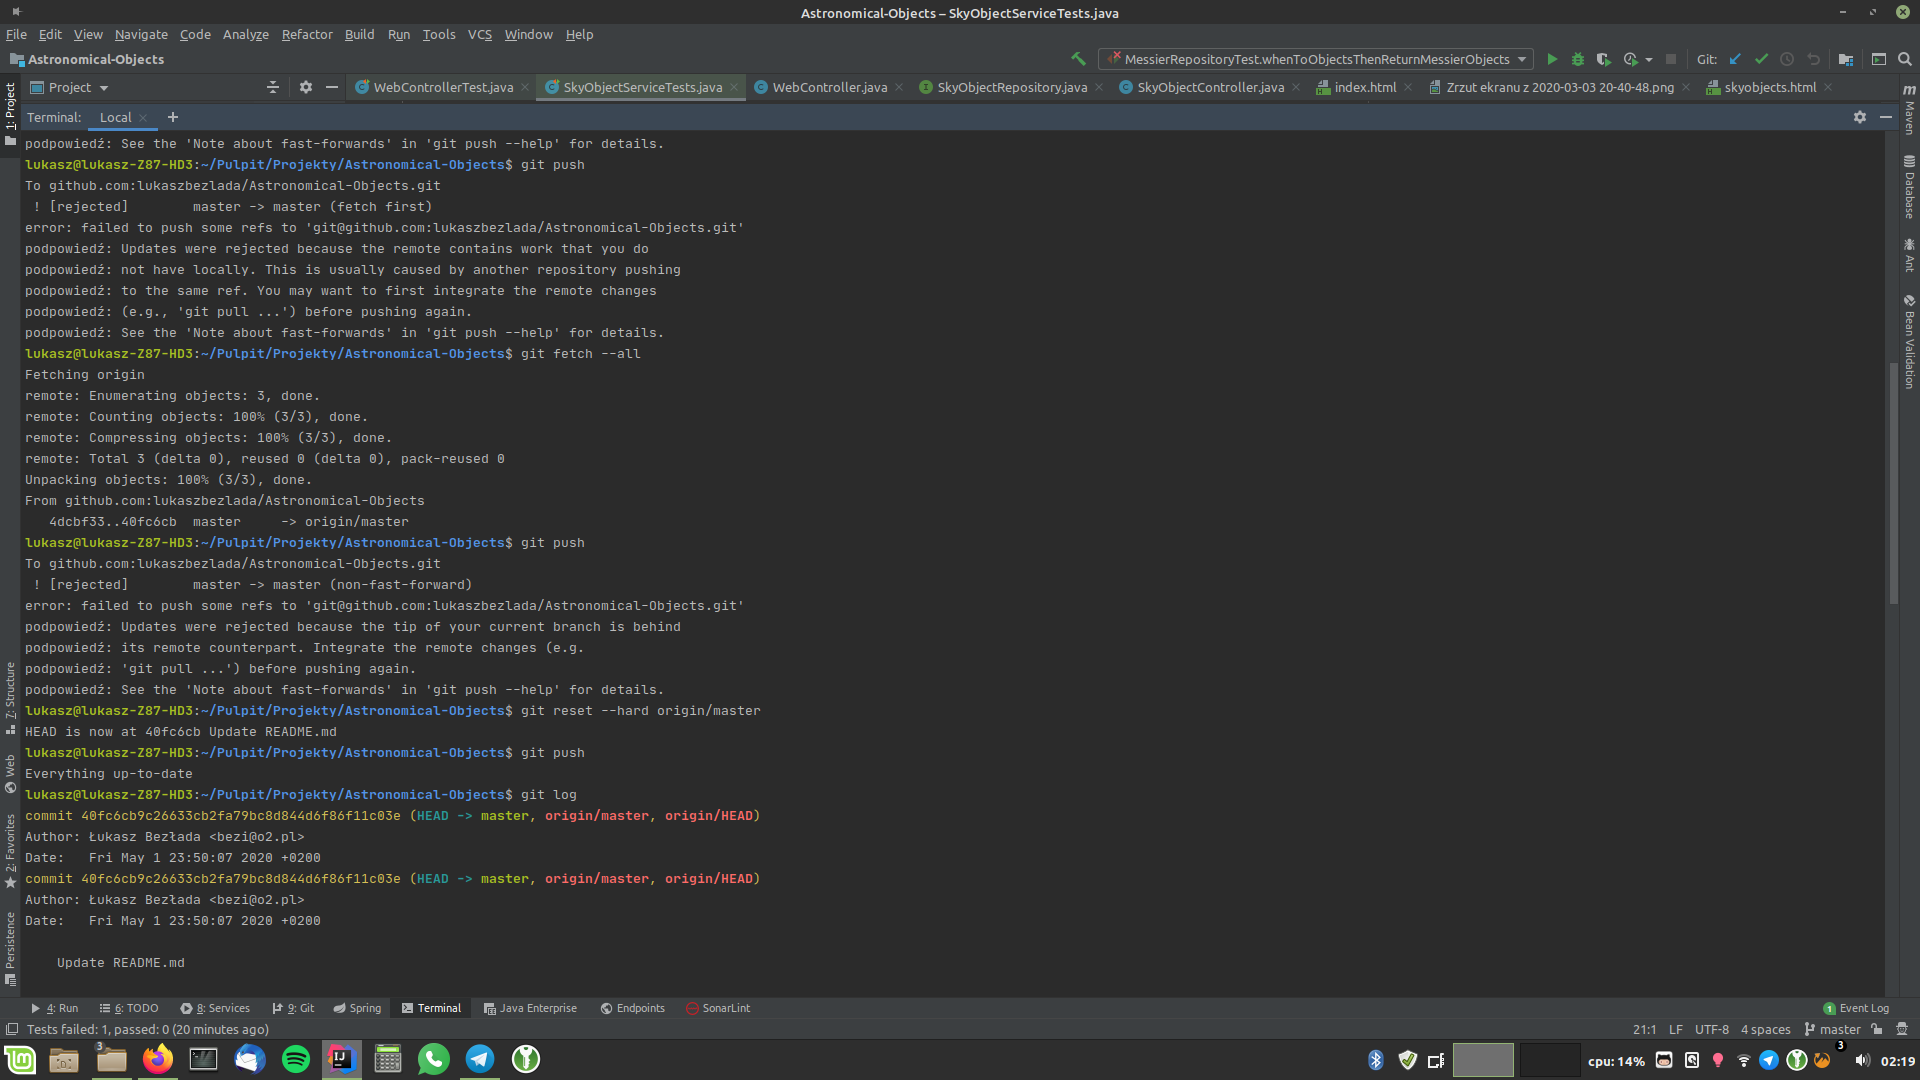 Astronomical-Objects – SkyObjectServiceTests.java
File Edit View Navigate Code Analyze Refactor Build Run Tools VCS Window Help
Astronomical-Objects
MessierRepositoryTest.whenToObjectsThenReturnMessierObjects
Git:
Project
WebControllerTest.java
SkyObjectServiceTests.java
WebController.java
SkyObjectRepository.java
SkyObjectController.java
index.html
Zrzut ekranu z 2020-03-03 20-40-48.png
skyobjects.html
Terminal: Local +
podpowiedź: See the 'Note about fast-forwards' in 'git push --help' for details.
lukasz@lukasz-Z87-HD3:~/Pulpit/Projekty/Astronomical-Objects$ git push
To github.com:lukaszbezlada/Astronomical-Objects.git
! [rejected] master -> master (fetch first)
error: failed to push some refs to 'git@github.com:lukaszbezlada/Astronomical-Objects.git'
podpowiedź: Updates were rejected because the remote contains work that you do
podpowiedź: not have locally. This is usually caused by another repository pushing
podpowiedź: to the same ref. You may want to first integrate the remote changes
podpowiedź: (e.g., 'git pull ...') before pushing again.
podpowiedź: See the 'Note about fast-forwards' in 'git push --help' for details.
lukasz@lukasz-Z87-HD3:~/Pulpit/Projekty/Astronomical-Objects$ git fetch --all
Fetching origin
remote: Enumerating objects: 3, done.
remote: Counting objects: 100% (3/3), done.
remote: Compressing objects: 100% (3/3), done.
remote: Total 3 (delta 0), reused 0 (delta 0), pack-reused 0
Unpacking objects: 100% (3/3), done.
From github.com:lukaszbezlada/Astronomical-Objects
4dcbf33..40fc6cb master -> origin/master
lukasz@lukasz-Z87-HD3:~/Pulpit/Projekty/Astronomical-Objects$ git push
To github.com:lukaszbezlada/Astronomical-Objects.git
! [rejected] master -> master (non-fast-forward)
error: failed to push some refs to 'git@github.com:lukaszbezlada/Astronomical-Objects.git'
podpowiedź: Updates were rejected because the tip of your current branch is behind
podpowiedź: its remote counterpart. Integrate the remote changes (e.g.
podpowiedź: 'git pull ...') before pushing again.
podpowiedź: See the 'Note about fast-forwards' in 'git push --help' for details.
lukasz@lukasz-Z87-HD3:~/Pulpit/Projekty/Astronomical-Objects$ git reset --hard origin/master
HEAD is now at 40fc6cb Update README.md
lukasz@lukasz-Z87-HD3:~/Pulpit/Projekty/Astronomical-Objects$ git push
Everything up-to-date
lukasz@lukasz-Z87-HD3:~/Pulpit/Projekty/Astronomical-Objects$ git log
commit 40fc6cb9c26633cb2fa79bc8d844d6f86f11c03e (HEAD -> master, origin/master, origin/HEAD)
Author: Łukasz Bezłada <bezi@o2.pl>
Date: Fri May 1 23:50:07 2020 +0200
commit 40fc6cb9c26633cb2fa79bc8d844d6f86f11c03e (HEAD -> master, origin/master, origin/HEAD)
Author: Łukasz Bezłada <bezi@o2.pl>
Date: Fri May 1 23:50:07 2020 +0200
Update README.md
1: Project
7: Structure
Web
2: Favorites
Persistence
Maven
Database
Ant
Bean Validation
4: Run 6: TODO 8: Services 9: Git Spring Terminal Java Enterprise Endpoints SonarLint 1 Event Log
Tests failed: 1, passed: 0 (20 minutes ago) 21:1 LF UTF-8 4 spaces master
3 IJ cpu: 14% 3 02:19